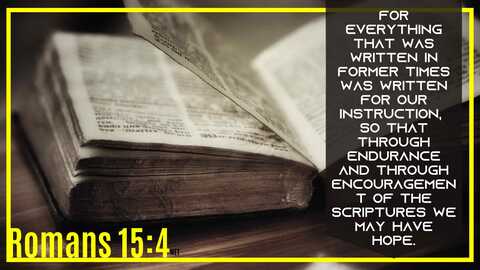 FOR
EVERYTHING
THAT WAS
WRITTEN IN
FORMER TIMES
WAS WRITTEN
FOR OUR
INSTRUCTION,
SO THAT
THROUGH
ENDURANCE
AND THROUGH
ENCOURAGEMEN
T OF THE
SCRIPTURES WE
MAY HAVE
HOPE.
Romans 15:4
NET